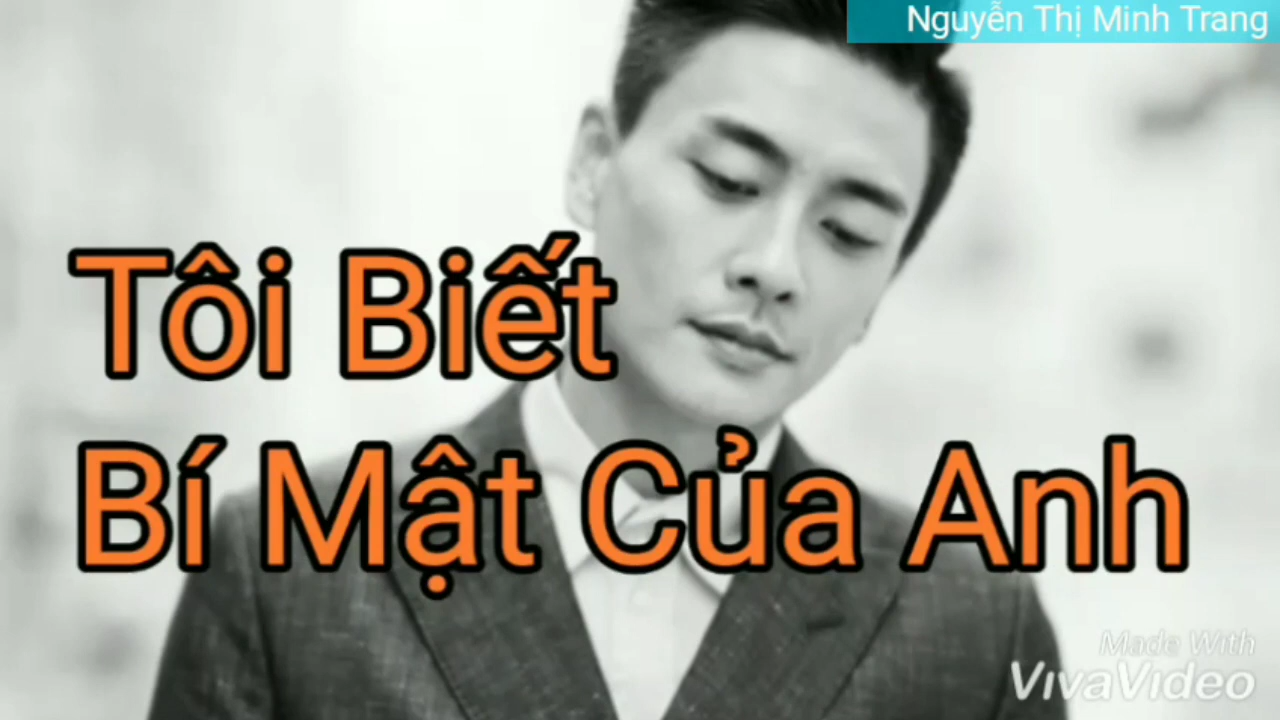 Nguyễn Thị Minh Trang
Tôi Biết
Bí Mật Của Anh
Made With
VivaVideo